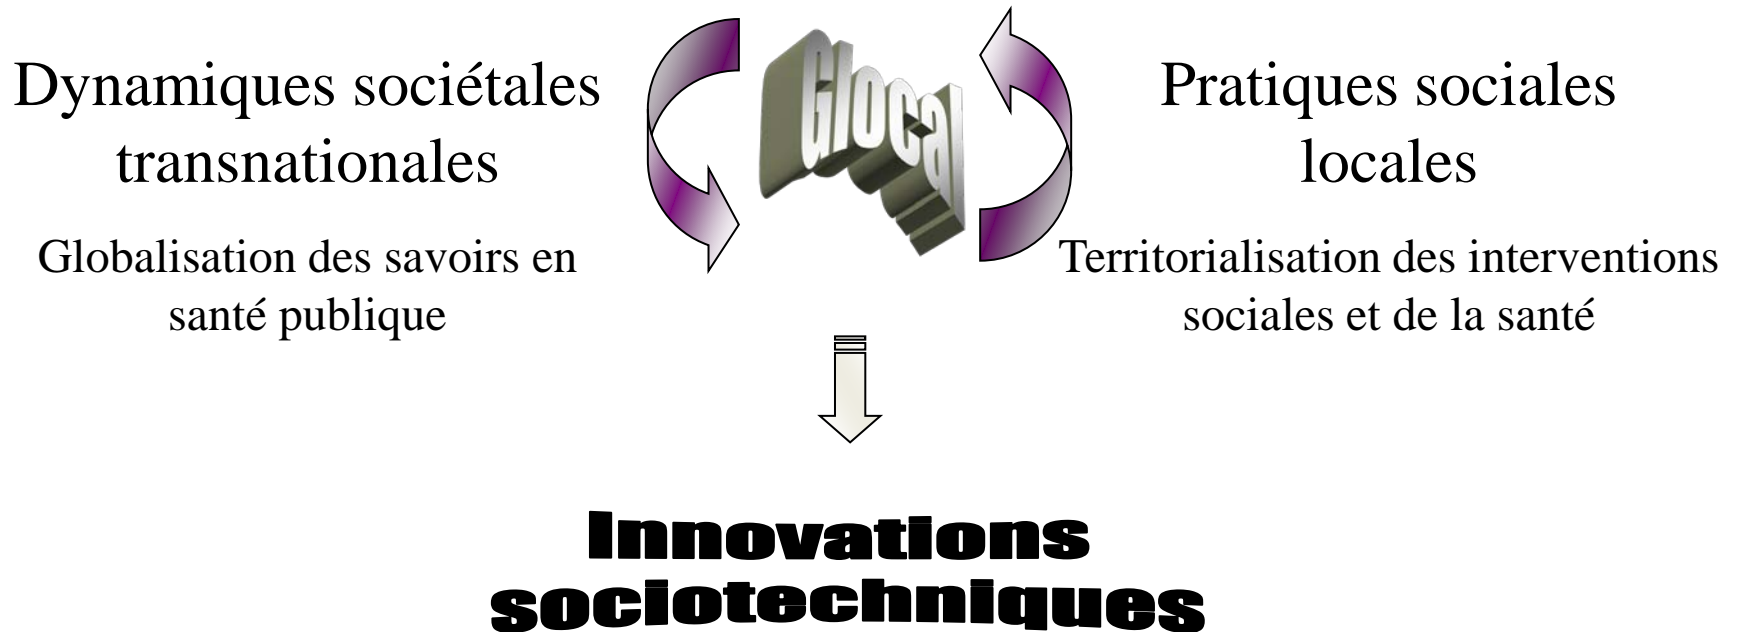 Dynamiques sociétales
transnationales
Globalisation des savoirs en
santé publique
Glocal
Pratiques sociales
locales
Territorialisation des interventions
sociales et de la santé
Innovations
sociotechniques